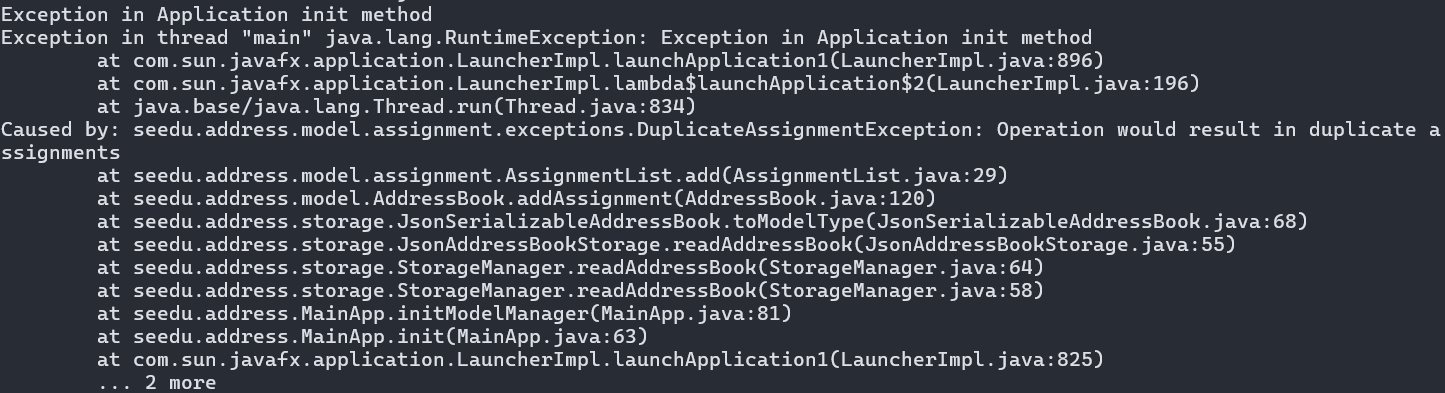 Exception in Application init method
Exception in thread "main" java.lang.RuntimeException: Exception in Application init method
        at com.sun.javafx.application.LauncherImpl.launchApplication1(LauncherImpl.java:896)
        at com.sun.javafx.application.LauncherImpl.lambda$launchApplication$2(LauncherImpl.java:196)
        at java.base/java.lang.Thread.run(Thread.java:834)
Caused by: seedu.address.model.assignment.exceptions.DuplicateAssignmentException: Operation would result in duplicate a
ssignments
        at seedu.address.model.assignment.AssignmentList.add(AssignmentList.java:29)
        at seedu.address.model.AddressBook.addAssignment(AddressBook.java:120)
        at seedu.address.storage.JsonSerializableAddressBook.toModelType(JsonSerializableAddressBook.java:68)
        at seedu.address.storage.JsonAddressBookStorage.readAddressBook(JsonAddressBookStorage.java:55)
        at seedu.address.storage.StorageManager.readAddressBook(StorageManager.java:64)
        at seedu.address.storage.StorageManager.readAddressBook(StorageManager.java:58)
        at seedu.address.MainApp.initModelManager(MainApp.java:81)
        at seedu.address.MainApp.init(MainApp.java:63)
        at com.sun.javafx.application.LauncherImpl.launchApplication1(LauncherImpl.java:825)
        ... 2 more